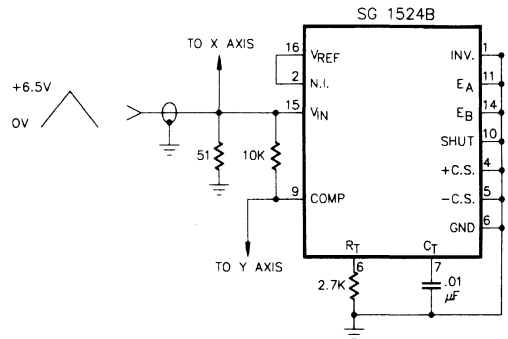 SG 1524B
TO X AXIS
16
VREF
INV.
1
2
N.I.
EA
11
+6.5V
0V
15
VIN
EB
14
51
10K
SHUT
10
+C.S.
4
9
COMP
-C.S.
5
GND
6
TO Y AXIS
RT
CT
6
7
2.7K
.01
µF